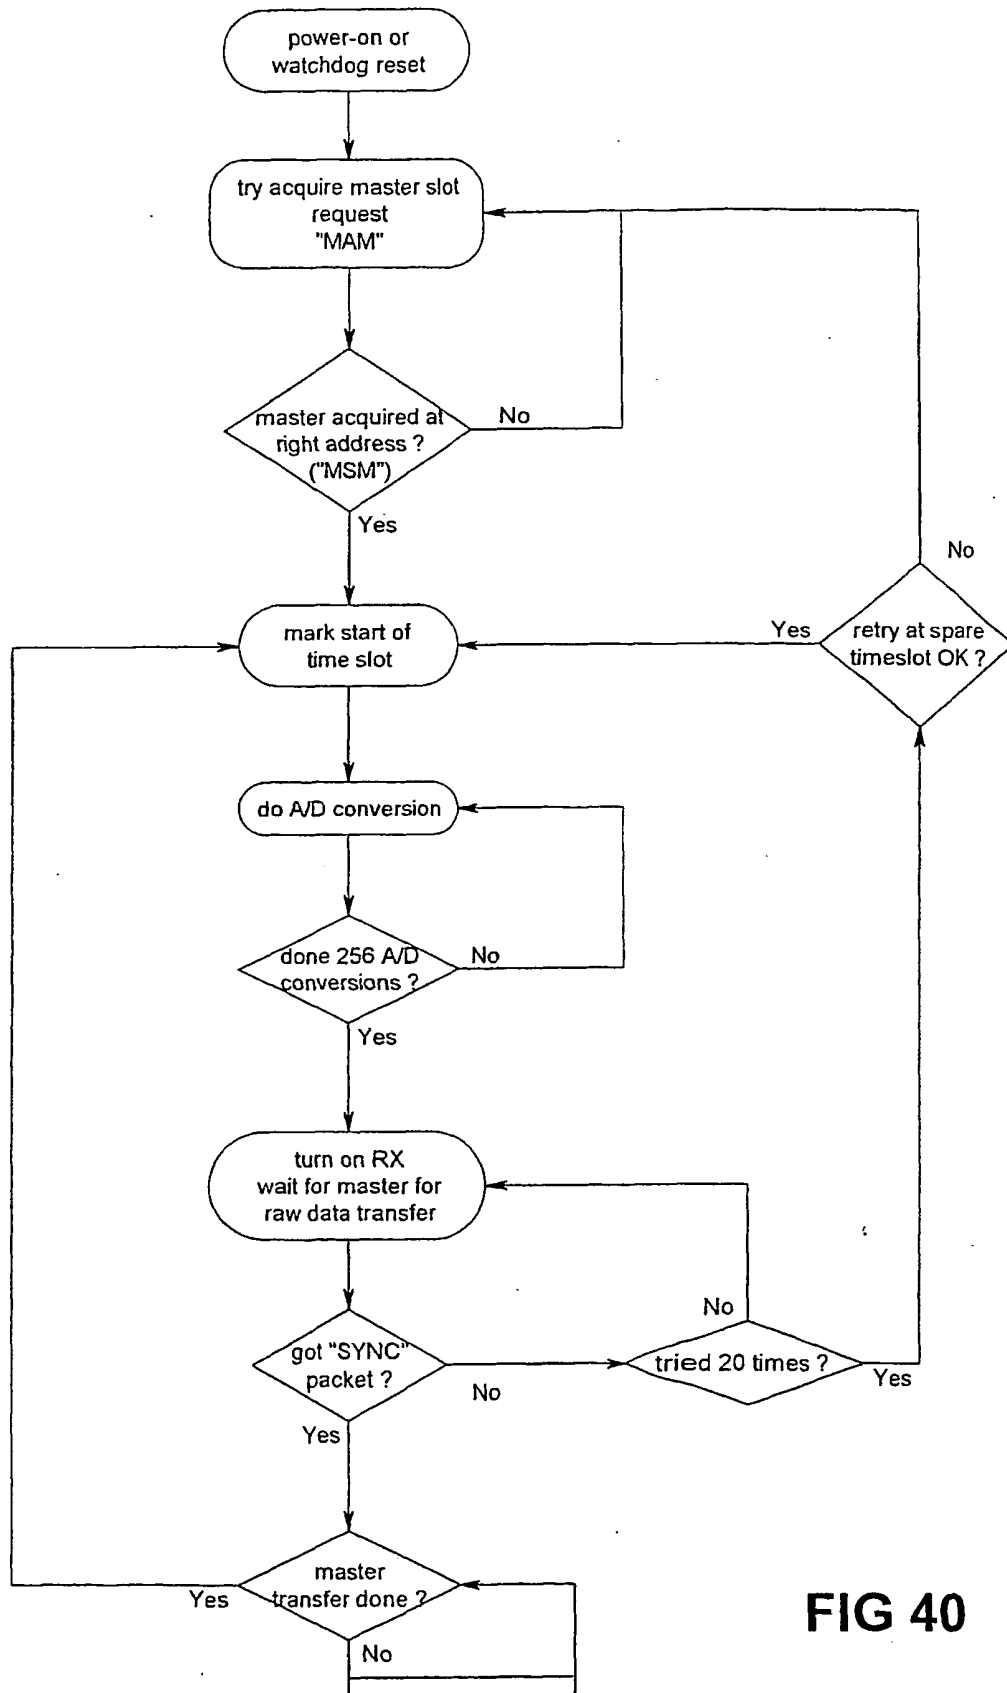 power-on or
watchdog reset
try acquire master slot
request
"MAM"
master acquired at
right address ?
("MSM")
No
Yes
mark start of
time slot
Yes
retry at spare
timeslot OK ?
No
do A/D conversion
done 256 A/D
conversions ?
No
Yes
turn on RX
wait for master for
raw data transfer
got "SYNC"
packet ?
No
Yes
tried 20 times ?
No
Yes
master
transfer done ?
Yes
No
FIG 40